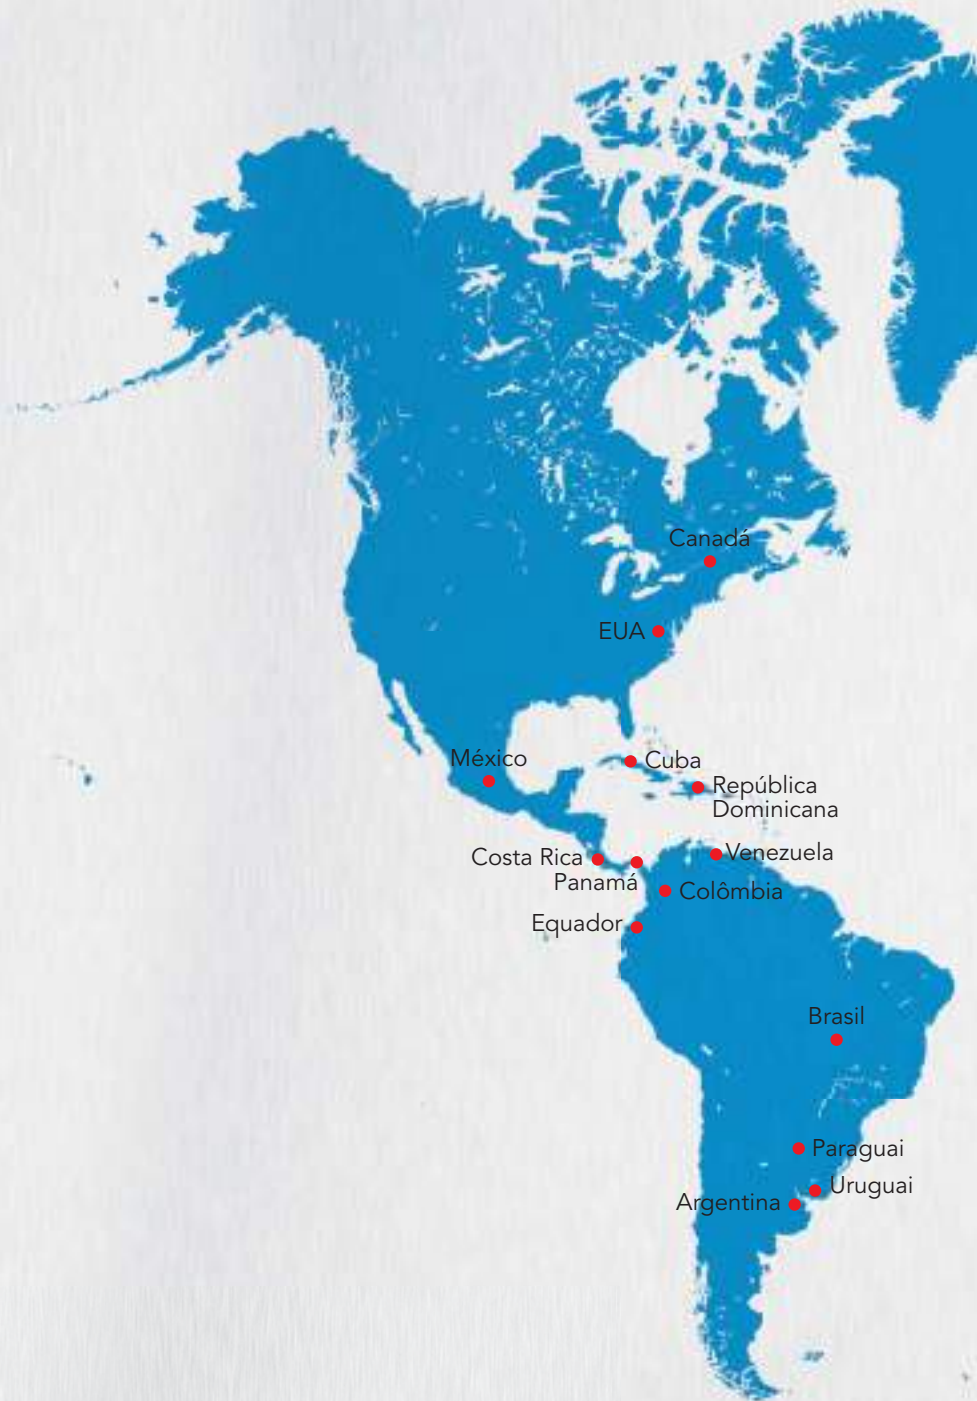 Canadá
EUA
México
Cuba
República
Dominicana
Costa Rica
Venezuela
Panamá
Colômbia
Equador
Brasil
Paraguai
Uruguai
Argentina